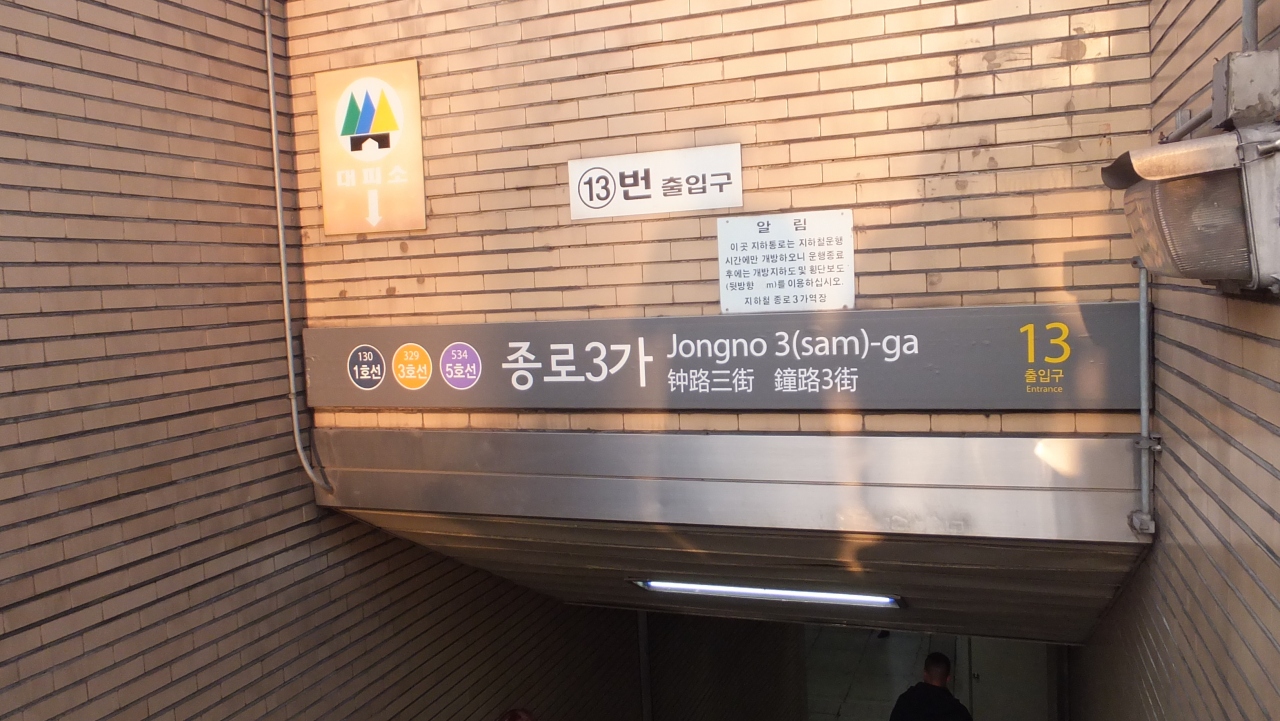 대피소
13번 출입구
알 림
이곳 지하통로는 지하철운행
시간에만 개방하오니 운행종료
후에는 개방지하도 및 횡단보도
(뒷방향 m)를 이용하십시오.
지하철 종로3가역장
130
1호선
329
3호선
534
5호선
종로3가
Jongno 3(sam)-ga
钟路三街 鐘路3街
13
출입구
Entrance